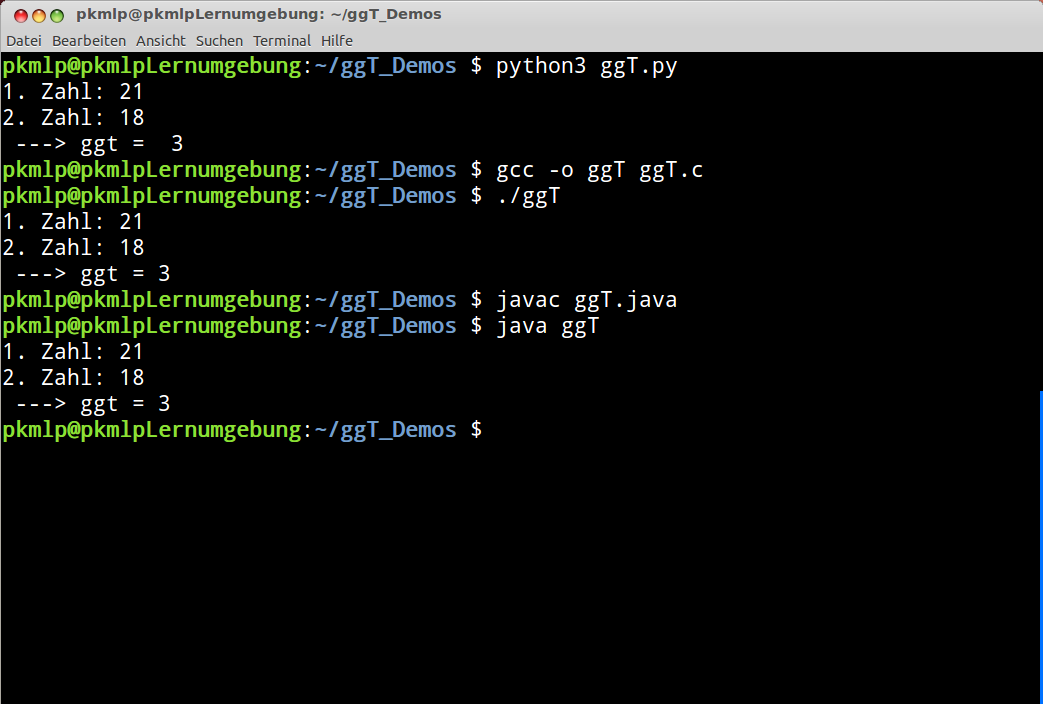 pkmlp@pkmlpLernumgebung: ~/ggT_Demos
Datei Bearbeiten Ansicht Suchen Terminal Hilfe
pkmlp@pkmlpLernumgebung:~/ggT_Demos $ python3 ggT.py
1. Zahl: 21
2. Zahl: 18
 ---> ggt =  3
pkmlp@pkmlpLernumgebung:~/ggT_Demos $ gcc -o ggT ggT.c
pkmlp@pkmlpLernumgebung:~/ggT_Demos $ ./ggT
1. Zahl: 21
2. Zahl: 18
 ---> ggt = 3
pkmlp@pkmlpLernumgebung:~/ggT_Demos $ javac ggT.java
pkmlp@pkmlpLernumgebung:~/ggT_Demos $ java ggT
1. Zahl: 21
2. Zahl: 18
 ---> ggt = 3
pkmlp@pkmlpLernumgebung:~/ggT_Demos $